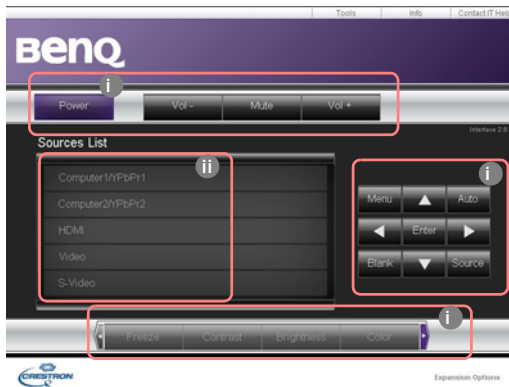 Tools Info Contact IT Help
BenQ
i
Power Vol - Mute Vol +
Interface 2.6
Sources List
ii
i
Computer1/YPbPr1
Computer2/YPbPr2
HDMI
Video
S-Video
Menu Auto
Enter
Blank Source
i
Freeze Contrast Brightness Color
CRESTRON
Expansion Options